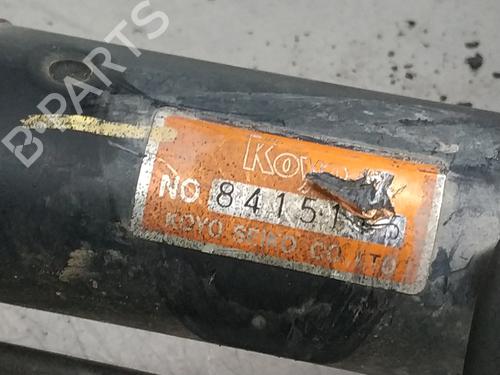 B-PARTS
Koyo
NO 84151
KOYO SEIKO CO LTD